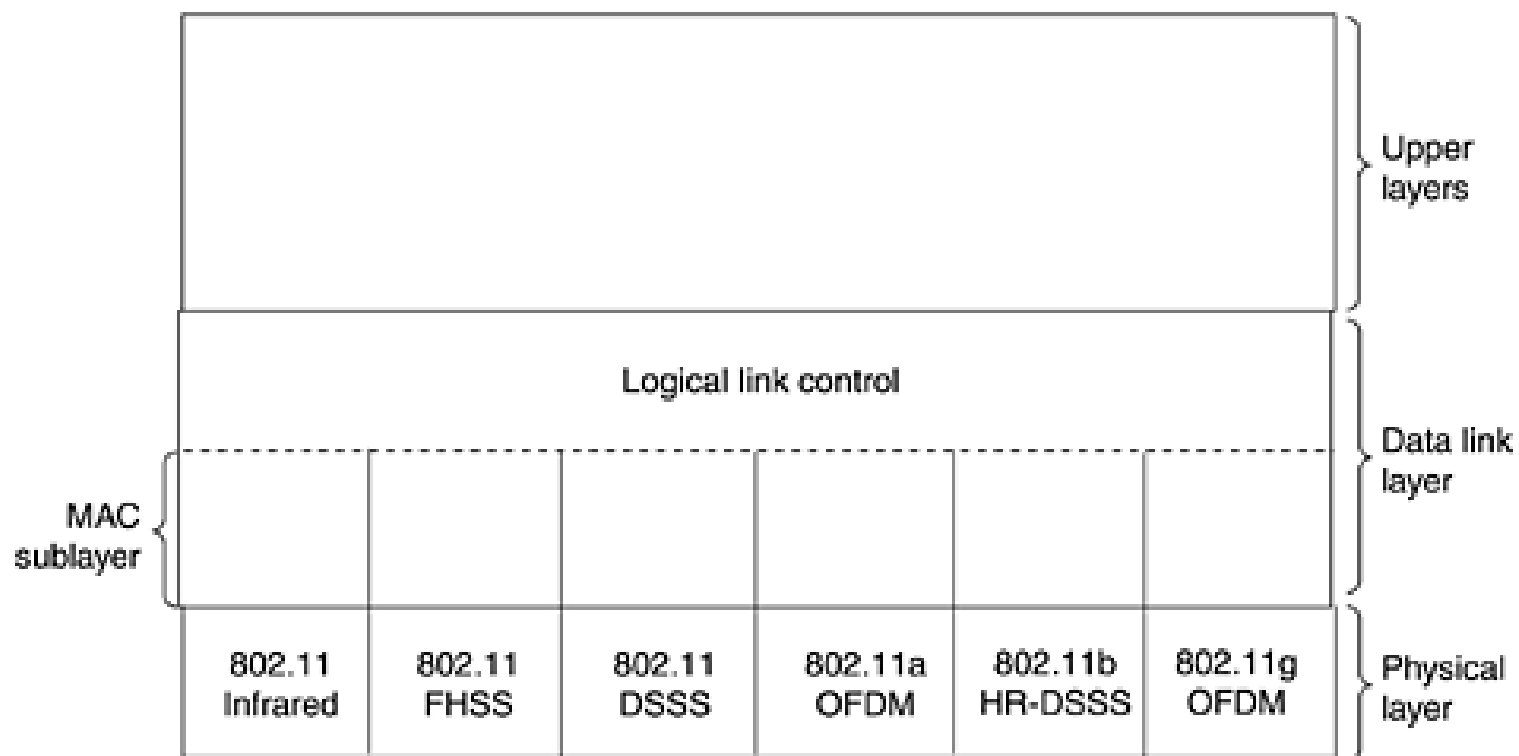 Upper
layers
Logical link control
Data link
layer
MAC
sublayer
802.11
Infrared
802.11
FHSS
802.11
DSSS
802.11a
OFDM
802.11b
HR-DSSS
802.11g
OFDM
Physical
layer